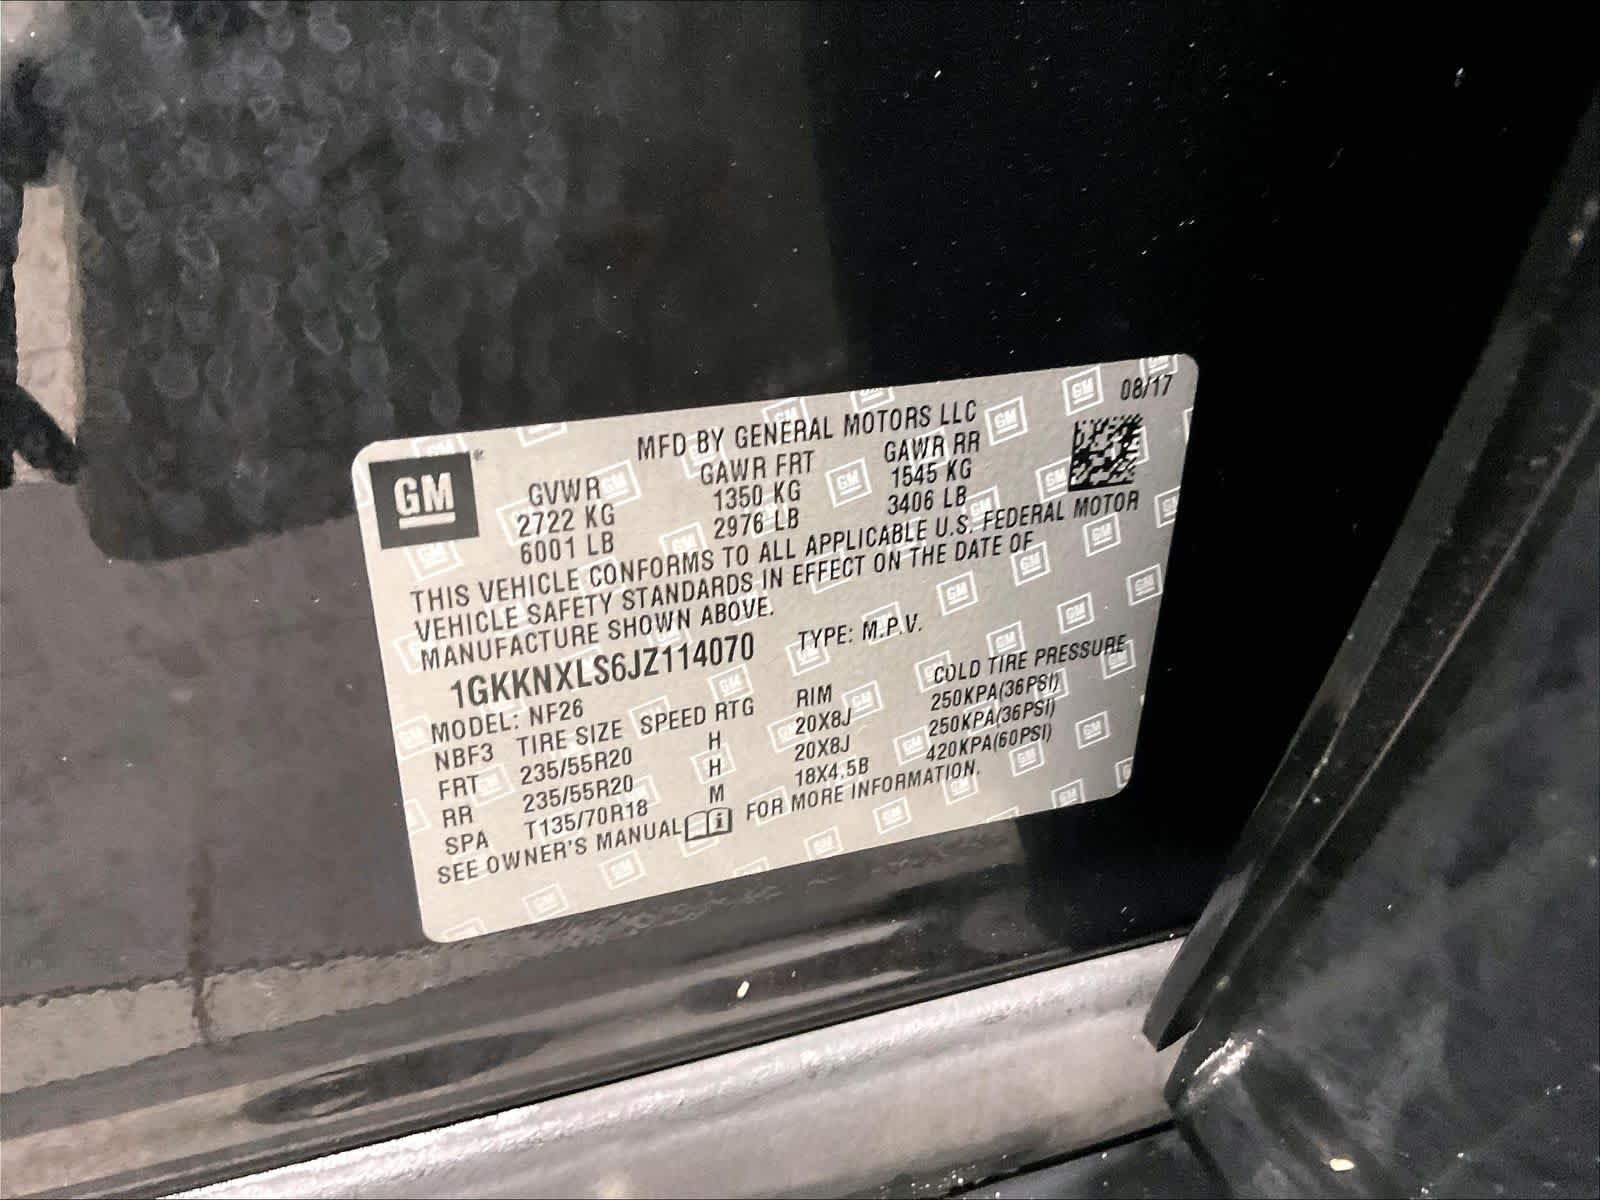 08/17
MFD BY GENERAL MOTORS LLC
GM
GVWR GAWR FRT GAWR RR
2722 KG 1350 KG 1545 KG
6001 LB 2976 LB 3406 LB
THIS VEHICLE CONFORMS TO ALL APPLICABLE U.S. FEDERAL MOTOR
VEHICLE SAFETY STANDARDS IN EFFECT ON THE DATE OF
MANUFACTURE SHOWN ABOVE.
1GKKNXLS6JZ114070 TYPE: M.P.V.
MODEL: NF26
NBF3 TIRE SIZE SPEED RTG RIM COLD TIRE PRESSURE
FRT 235/55R20 H 20X8J 250KPA(36PSI)
RR 235/55R20 H 20X8J 250KPA(36PSI)
SPA T135/70R18 M 18X4.5B 420KPA(60PSI)
SEE OWNER'S MANUAL FOR MORE INFORMATION.